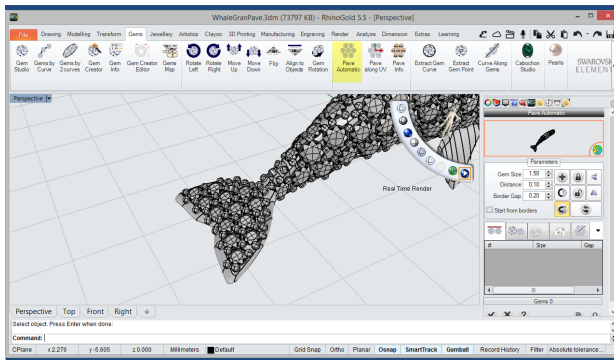 WhaleGranPave.3dm (73797 KB) - RhinoGold 5.5 - [Perspective]
File Drawing Modelling Transform Gems Jewellery Artistics Clayoo 3D Printing Manufacturing Engraving Render Analyze Dimension Extras Learning
Gem Studio Gems by Curve Gems by 2 curves Gem Creator Gem Info Gem Creator Editor Gems Map Rotate Left Rotate Right Move Up Move Down Flip Align to Objects Gem Rotation Pave Automatic Pave along UV Pave Info Extract Gem Curve Extract Gem Point Curve Along Gems Cabochon Studio Pearls SWAROVSKI ELEMEN
Perspective
Pave Automatic
Real Time Render
Parameters
Gem Size 1.50
Distance 0.10
Border Gap 0.20
Start from borders
# Size Gem
Gems 0
Perspective Top Front Right
Select object. Press Enter when done:
Command:
CPlane x 2.276 y -5.605 z 0.000 Millimeters Default Grid Snap Ortho Planar Osnap SmartTrack Gumball Record History Filter Absolute tolerance:...